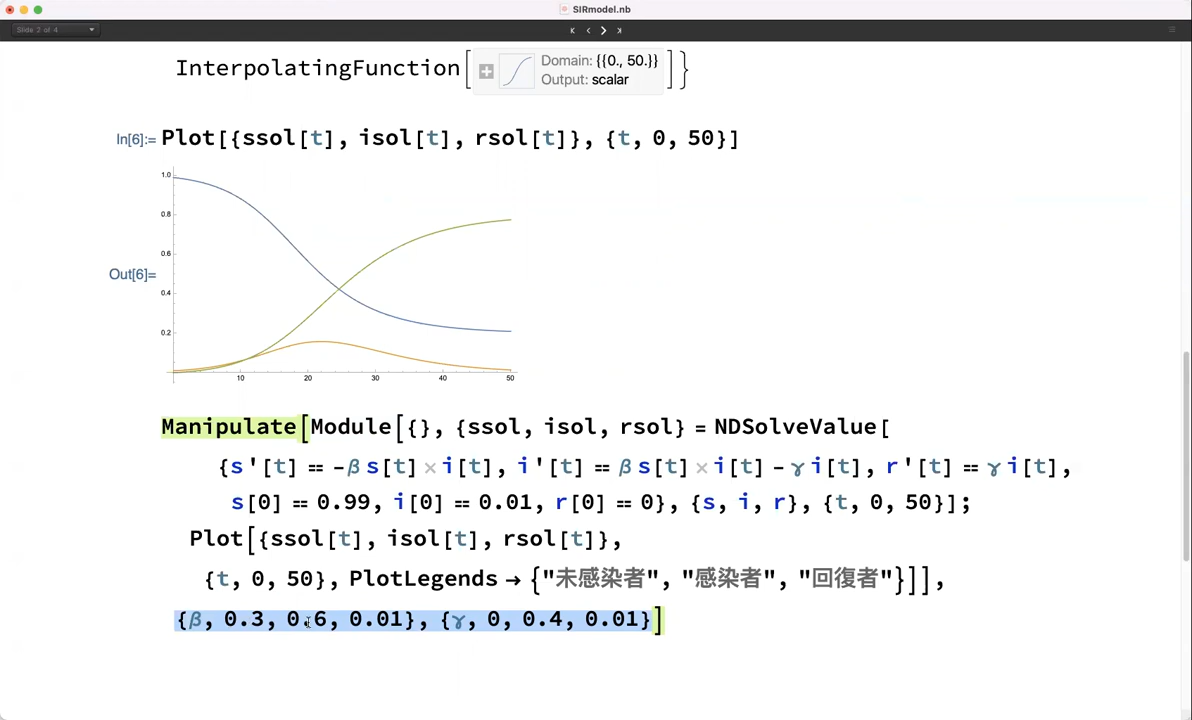 SIRmodel.nb
Slide 2 of 4
InterpolatingFunction[ Domain: {{0., 50.}} ]}
Output: scalar
In[6]:= Plot[{ssol[t], isol[t], rsol[t]}, {t, 0, 50}]
1.0
0.8
0.6
0.4
0.2
10 20 30 40 50
Out[6]=
Manipulate[Module[{}, {ssol, isol, rsol} = NDSolveValue[
{s'[t] == -β s[t] × i[t], i'[t] == β s[t] × i[t] - γ i[t], r'[t] == γ i[t],
s[0] == 0.99, i[0] == 0.01, r[0] == 0}, {s, i, r}, {t, 0, 50}];
Plot[{ssol[t], isol[t], rsol[t]},
{t, 0, 50}, PlotLegends → {"未感染者", "感染者", "回復者"}]],
{β, 0.3, 0.6, 0.01}, {γ, 0, 0.4, 0.01}]